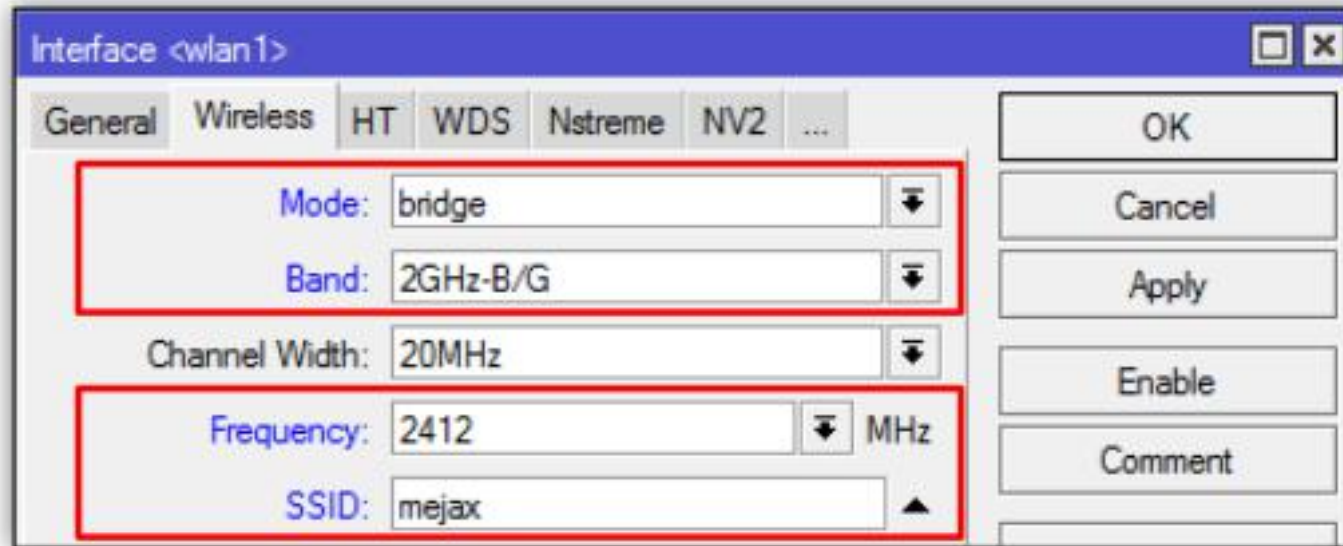 Interface <wlan1>
General Wireless HT WDS Nstreme NV2 ...
OK
Mode: bridge
Cancel
Band: 2GHz-B/G
Apply
Channel Width: 20MHz
Enable
Frequency: 2412 MHz
Comment
SSID: mejax